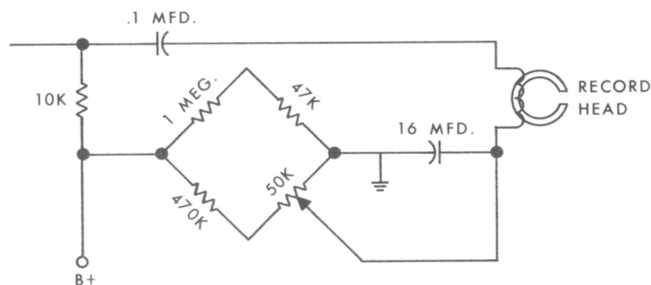 .1 MFD.
10K
1 MEG.
47K
RECORD
HEAD
16 MFD.
470K
50K
B+